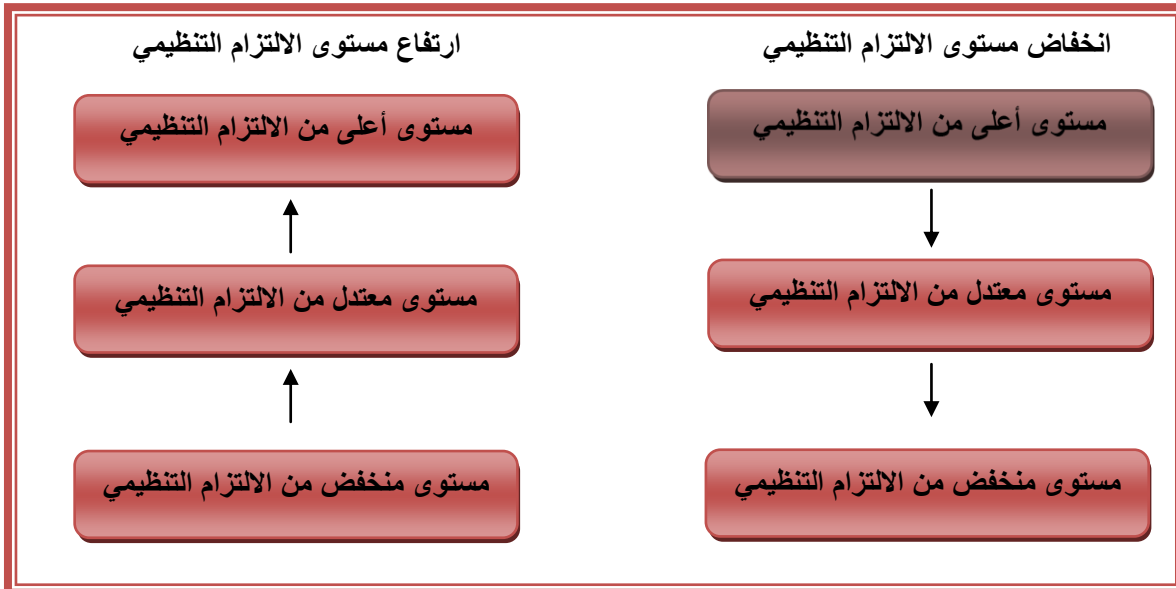 انخفاض مستوى الالتزام التنظيمي
مستوى أعلى من الالتزام التنظيمي
مستوى معتدل من الالتزام التنظيمي
مستوى منخفض من الالتزام التنظيمي
ارتفاع مستوى الالتزام التنظيمي
مستوى أعلى من الالتزام التنظيمي
مستوى معتدل من الالتزام التنظيمي
مستوى منخفض من الالتزام التنظيمي